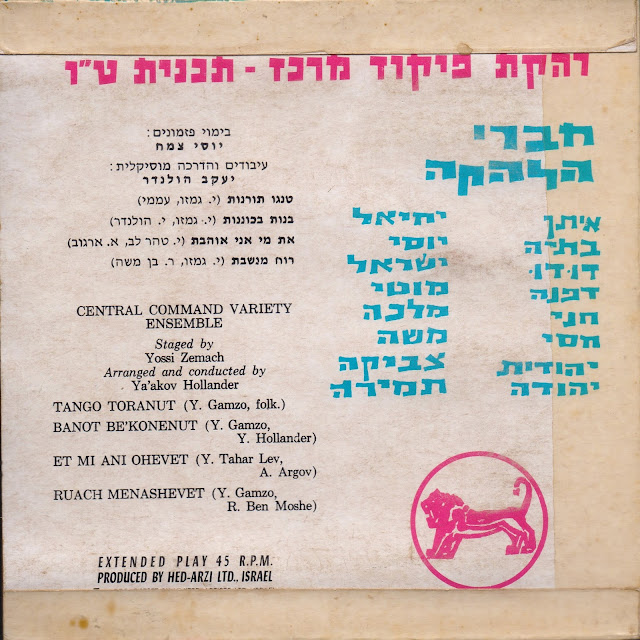 להקת פיקוד מרכז - תכנית ט"ו
חברי
הלהקה
איתן
בתיה
דודו
דפנה
חני
חסי
יהודית
יהודה
יחיאל
יוסי
ישראל
מוטי
מלכה
משה
צביקה
תמירה
בימוי פזמונים:
יוסי צמח
עיבודים והדרכה מוסיקלית:
יעקב הולנדר
טנגו תורנות (י. גמזו, עממי)
בנות בכוננות (י. גמזו, י. הולנדר)
את מי אני אוהבת (י. טהר לב, א. ארגוב)
רוח מנשבת (י. גמזו, ר. בן משה)
CENTRAL COMMAND VARIETY
ENSEMBLE
Staged by
Yossi Zemach
Arranged and conducted by
Ya'akov Hollander
TANGO TORANUT (Y. Gamzo, folk.)
BANOT BE'KONENUT (Y. Gamzo,
Y. Hollander)
ET MI ANI OHEVET (Y. Tahar Lev,
A. Argov)
RUACH MENASHEVET (Y. Gamzo,
R. Ben Moshe)
EXTENDED PLAY 45 R.P.M.
PRODUCED BY HED-ARZI LTD., ISRAEL